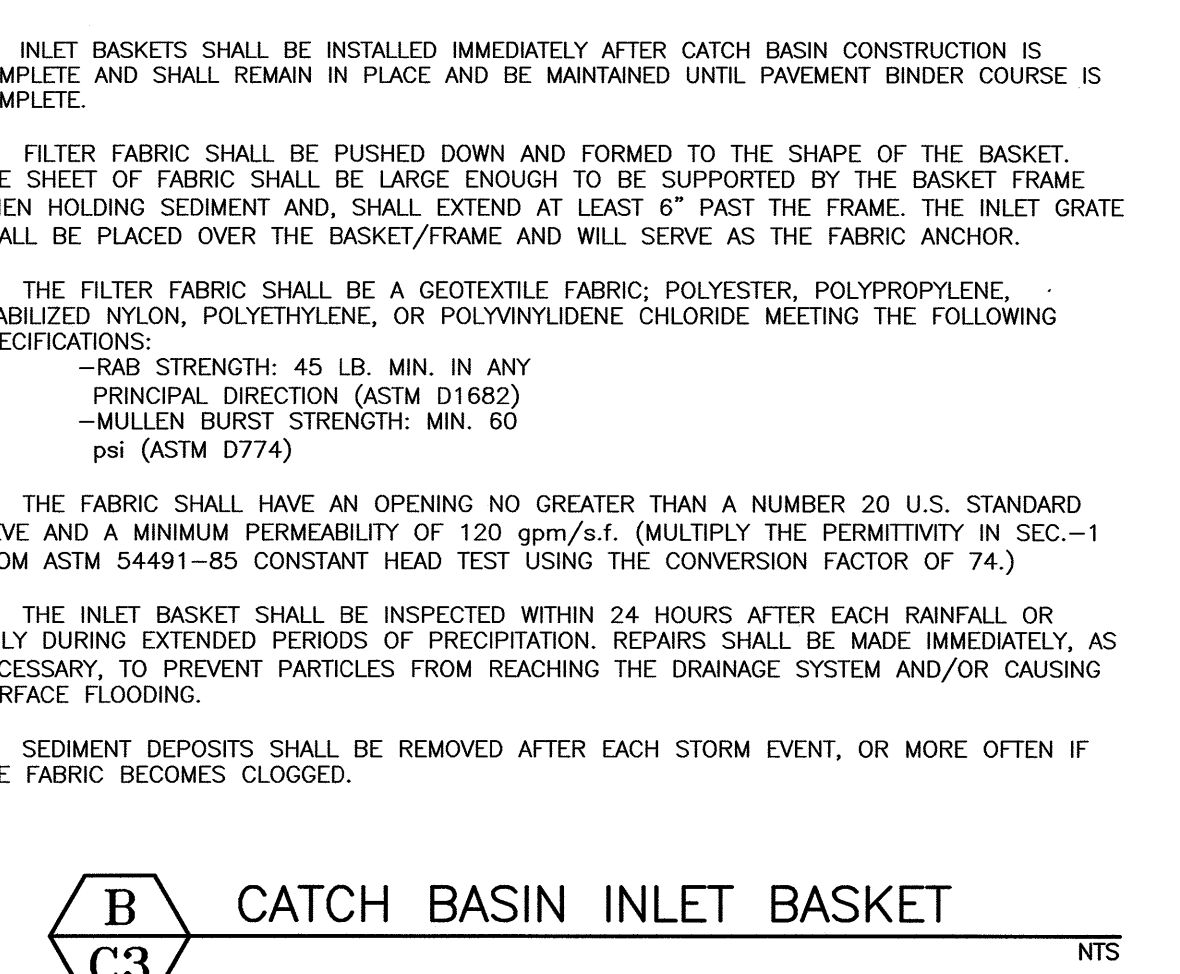 INLET BASKETS SHALL BE INSTALLED IMMEDIATELY AFTER CATCH BASIN CONSTRUCTION IS
MPLETE AND SHALL REMAIN IN PLACE AND BE MAINTAINED UNTIL PAVEMENT BINDER COURSE IS
MPLETE.
FILTER FABRIC SHALL BE PUSHED DOWN AND FORMED TO THE SHAPE OF THE BASKET.
E SHEET OF FABRIC SHALL BE LARGE ENOUGH TO BE SUPPORTED BY THE BASKET FRAME
EN HOLDING SEDIMENT AND, SHALL EXTEND AT LEAST 6" PAST THE FRAME. THE INLET GRATE
ALL BE PLACED OVER THE BASKET/FRAME AND WILL SERVE AS THE FABRIC ANCHOR.
THE FILTER FABRIC SHALL BE A GEOTEXTILE FABRIC; POLYESTER, POLYPROPYLENE,
ABILIZED NYLON, POLYETHYLENE, OR POLYVINYLIDENE CHLORIDE MEETING THE FOLLOWING
ECIFICATIONS:
-RAB STRENGTH: 45 LB. MIN. IN ANY
PRINCIPAL DIRECTION (ASTM D1682)
-MULLEN BURST STRENGTH: MIN. 60
psi (ASTM D774)
THE FABRIC SHALL HAVE AN OPENING NO GREATER THAN A NUMBER 20 U.S. STANDARD
VE AND A MINIMUM PERMEABILITY OF 120 gpm/s.f. (MULTIPLY THE PERMITTIVITY IN SEC.-1
OM ASTM 54491-85 CONSTANT HEAD TEST USING THE CONVERSION FACTOR OF 74.)
THE INLET BASKET SHALL BE INSPECTED WITHIN 24 HOURS AFTER EACH RAINFALL OR
LY DURING EXTENDED PERIODS OF PRECIPITATION. REPAIRS SHALL BE MADE IMMEDIATELY, AS
CESSARY, TO PREVENT PARTICLES FROM REACHING THE DRAINAGE SYSTEM AND/OR CAUSING
RFACE FLOODING.
SEDIMENT DEPOSITS SHALL BE REMOVED AFTER EACH STORM EVENT, OR MORE OFTEN IF
E FABRIC BECOMES CLOGGED.
B
CATCH BASIN INLET BASKET
C3
NTS